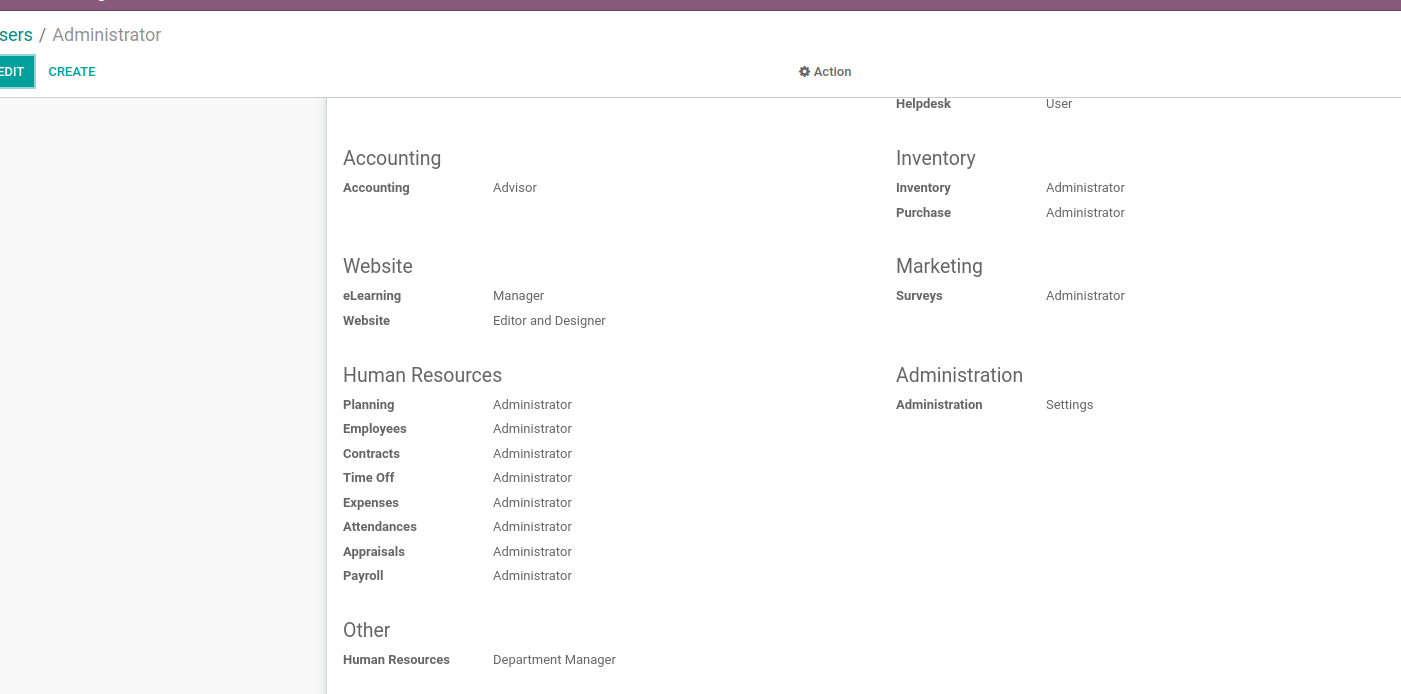 sers / Administrator
EDIT CREATE Action
Helpdesk User
Accounting Inventory
Accounting Advisor Inventory Administrator
Purchase Administrator
Website Marketing
eLearning Manager Surveys Administrator
Website Editor and Designer
Human Resources Administration
Planning Administrator Administration Settings
Employees Administrator
Contracts Administrator
Time Off Administrator
Expenses Administrator
Attendances Administrator
Appraisals Administrator
Payroll Administrator
Other
Human Resources Department Manager